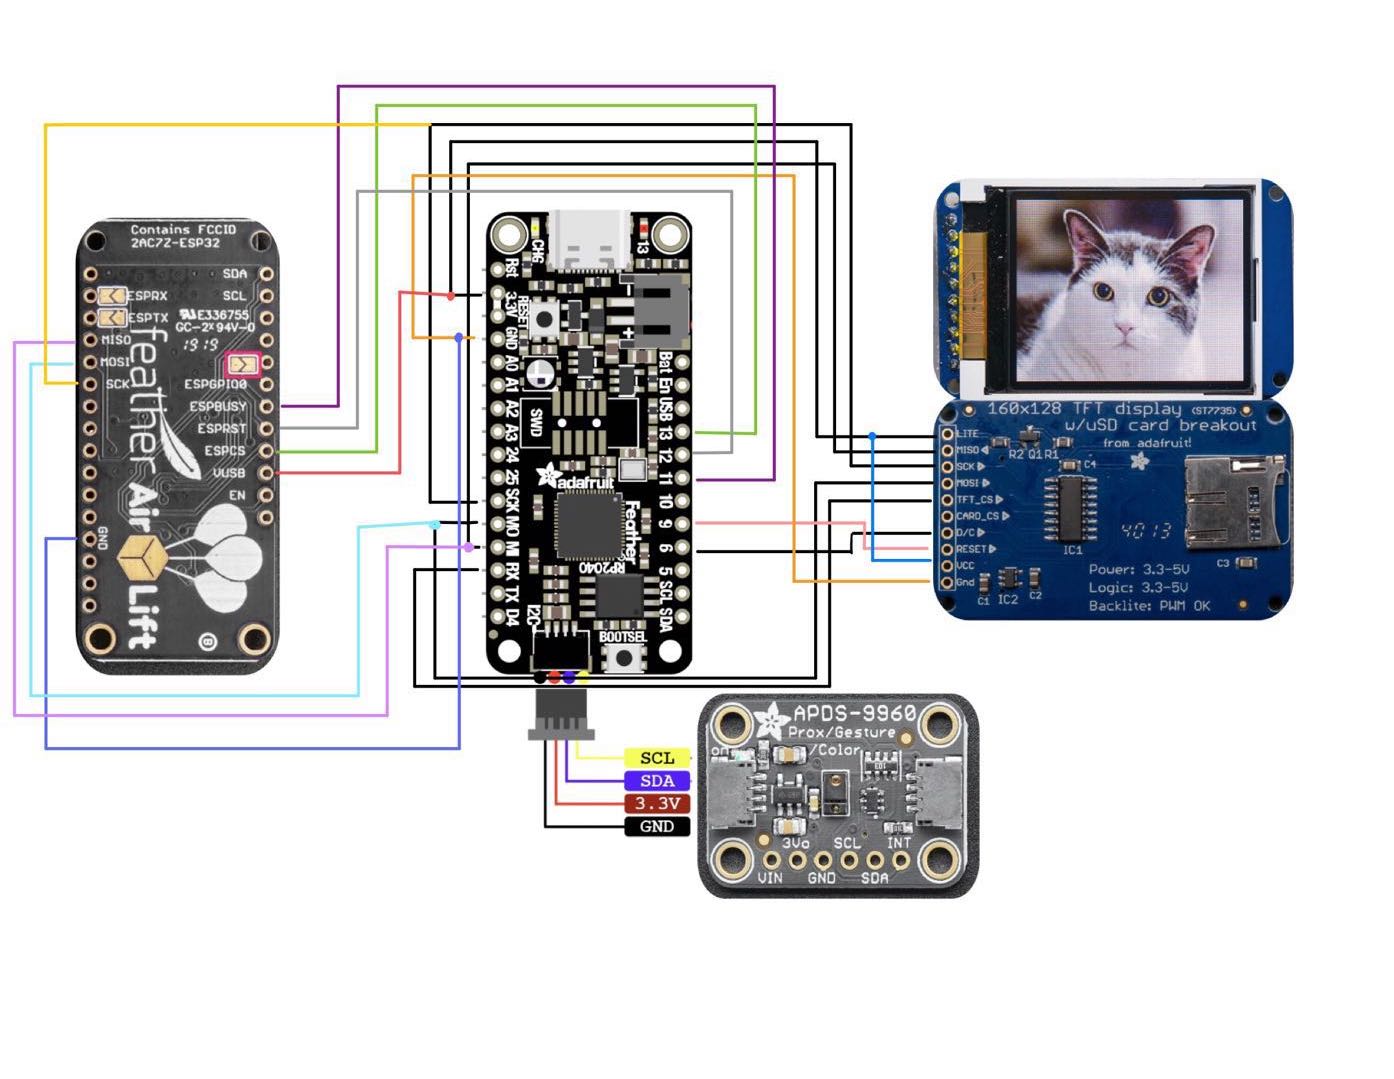 Contains FCCID
2AC7Z-ESP32
SDA
SCL
ESPRX
ESPTX
E336755
GC-2 94V-0
1919
MISO
MOSI
SCK
ESPGPIO0
ESPBUSY
ESPRST
ESPCS
VUSB
EN
GND
feather
AirLift
B
CHG
13
Rst
3.3V
RESET
GND
A0
A1
A2
A3
24
25
SCK
MO
MI
RX
TX
D4
SWD
adafruit
Feather
RP2040
I2C
BOOTSEL
Bat
En
USB
13
12
11
10
9
6
5
SCL
SDA
160x128 TFT display (ST7735)
w/uSD card breakout
from adafruit!
LITE
MISO
SCK
MOSI
TFT_CS
CARD_CS
D/C
RESET
VCC
Gnd
R2 Q1 R1
C4
IC1
4013
C3
C1 IC2 C2
Power: 3.3-5V
Logic: 3.3-5V
Backlite: PWM OK
SCL
SDA
3.3V
GND
APDS-9960
Prox/Gesture
/Color
on
103
3Vo SCL INT
VIN GND SDA